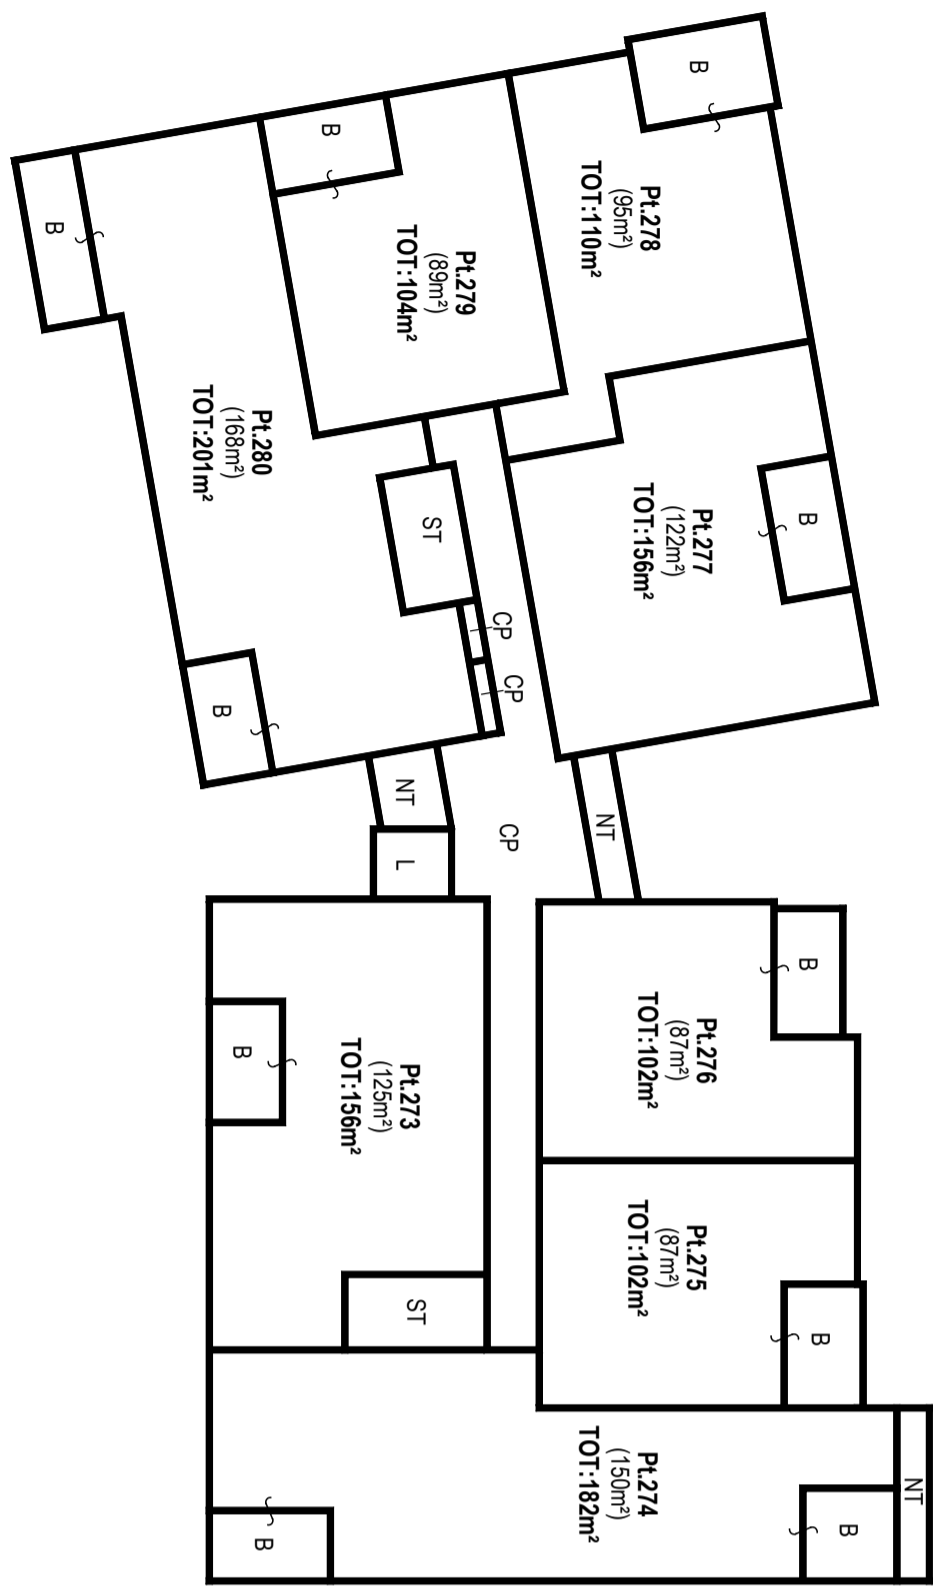 B
Pt.278
(95m²)
TOT:110m²
B
Pt.279
(89m²)
TOT:104m²
B
Pt.280
(168m²)
TOT:201m²
ST
Pt.277
(122m²)
TOT:156m²
B
CP
CP
B
NT
CP
NT
L
B
Pt.276
(87m²)
TOT:102m²
B
Pt.273
(125m²)
TOT:156m²
Pt.275
(87m²)
TOT:102m²
ST
B
Pt.274
(150m²)
TOT:182m²
NT
B
B